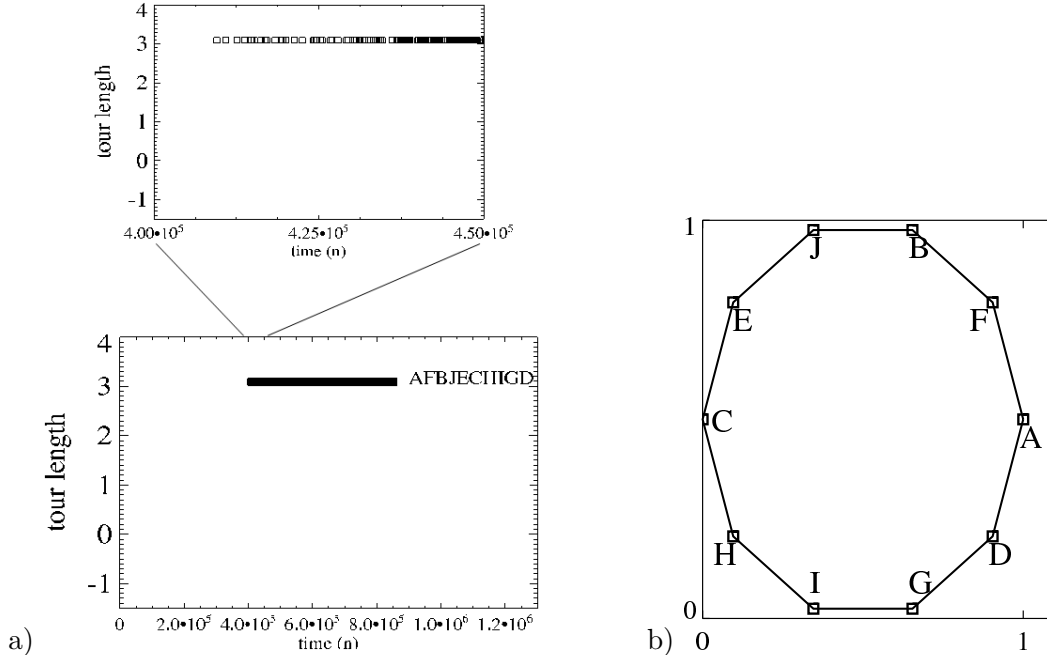 4
3
2
1
0
-1
tour length
4.00•10⁵ 4.25•10⁵ 4.50•10⁵
time (n)
4
3
2
1
0
-1
tour length
AFBJECHIGD
0 2.0•10⁵ 4.0•10⁵ 6.0•10⁵ 8.0•10⁵ 1.0•10⁶ 1.2•10⁶
time (n)
a)
1
J B
E F
C A
H D
I G
0
0 1
b)